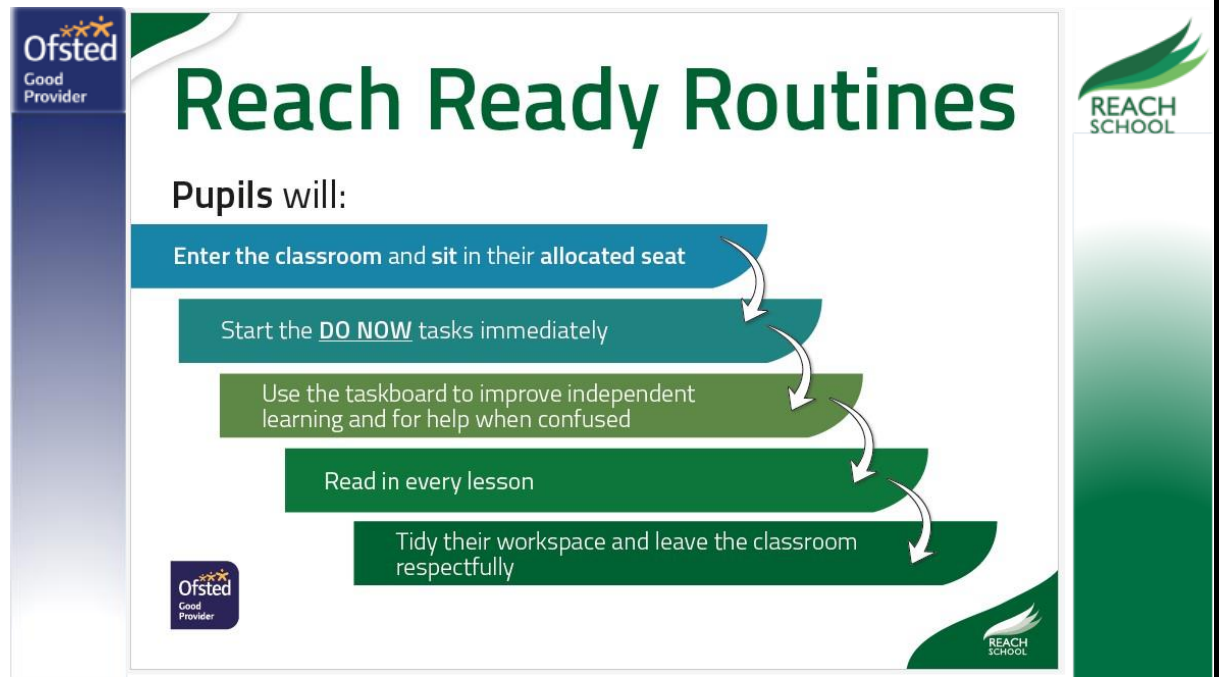 Ofsted
Good
Provider
Reach Ready Routines
REACH
SCHOOL
Pupils will:
Enter the classroom and sit in their allocated seat
Start the DO NOW tasks immediately
Use the taskboard to improve independent
learning and for help when confused
Read in every lesson
Tidy their workspace and leave the classroom
respectfully
Ofsted
Good
Provider
REACH
SCHOOL